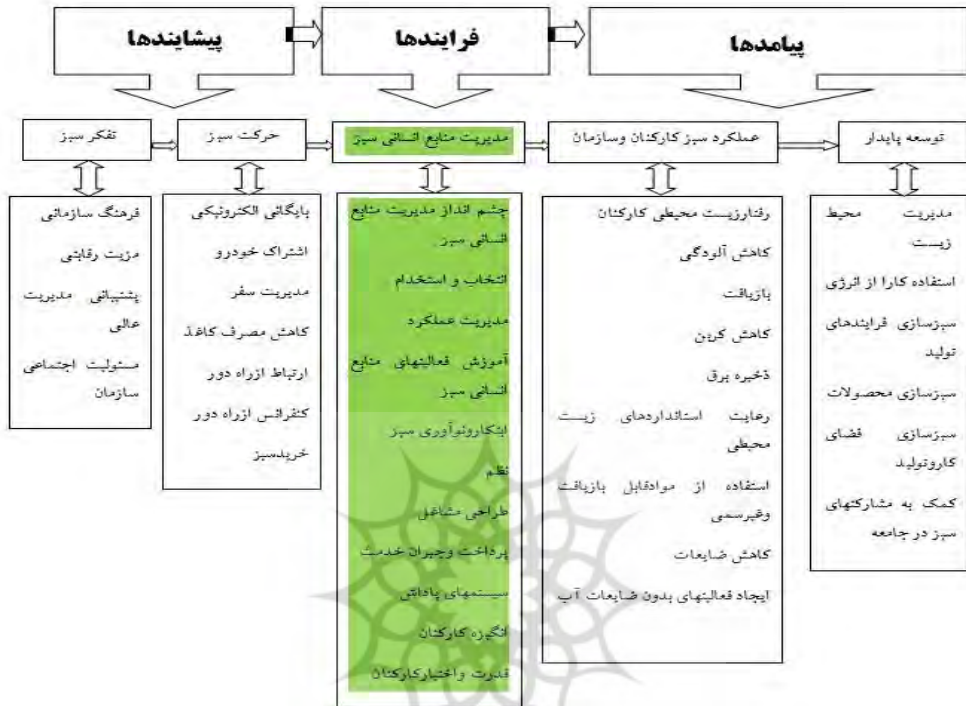 پیشایندها
فرایندها
پیامدها
تفکر سبز
حرکت سبز
مدیریت منابع انسانی سبز
عملکرد سبز کارکنان وسازمان
توسعه پایدار
فرهنگ سازمانی
مزیت رقابتی
پشتیبانی مدیریت
عالی
مسئولیت اجتماعی
سازمان
بایگانی الکترونیکی
اشتراک خودرو
مدیریت سفر
کاهش مصرف کاغذ
ارتباط ازراه دور
کنفرانس ازراه دور
خریدسبز
چشم انداز مدیریت منابع
انسانی سبز
انتخاب و استخدام
مدیریت عملکرد
آموزش فعالیتهای منابع
انسانی سبز
ابتکارونوآوری سبز
نظم
طراحی مشاغل
پرداخت وجبران خدمت
سیستمهای پاداش
انگیزه کارکنان
قدرت واختیارکارکنان
رفتارزیست محیطی کارکنان
کاهش آلودگی
بازیافت
کاهش کربن
ذخیره برق
رعایت استانداردهای زیست
محیطی
استفاده از موادقابل بازیافت
وغیرسمی
کاهش ضایعات
ایجاد فعالیتهای بدون ضایعات آب
مدیریت محیط
زیست
استفاده کارا از انرژی
سبزسازی فرایندهای
تولید
سبزسازی محصولات
سبزسازی فضای
کاروتولید
کمک به مشارکتهای
سبز در جامعه